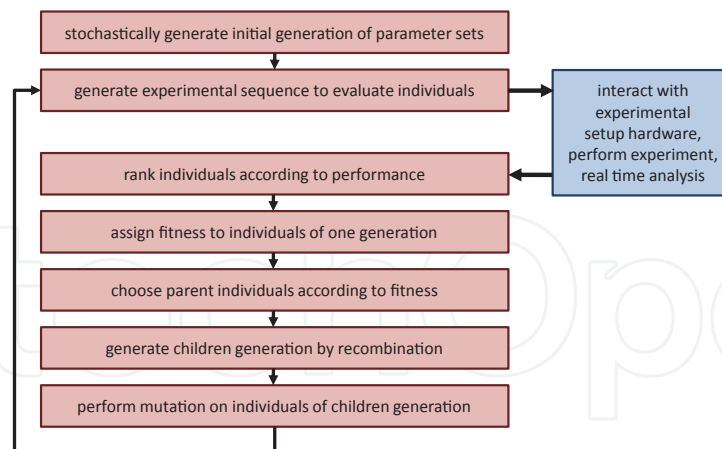 stochastically generate initial generation of parameter sets
generate experimental sequence to evaluate individuals
interact with
experimental
setup hardware,
perform experiment,
real time analysis
rank individuals according to performance
assign fitness to individuals of one generation
choose parent individuals according to fitness
generate children generation by recombination
perform mutation on individuals of children generation